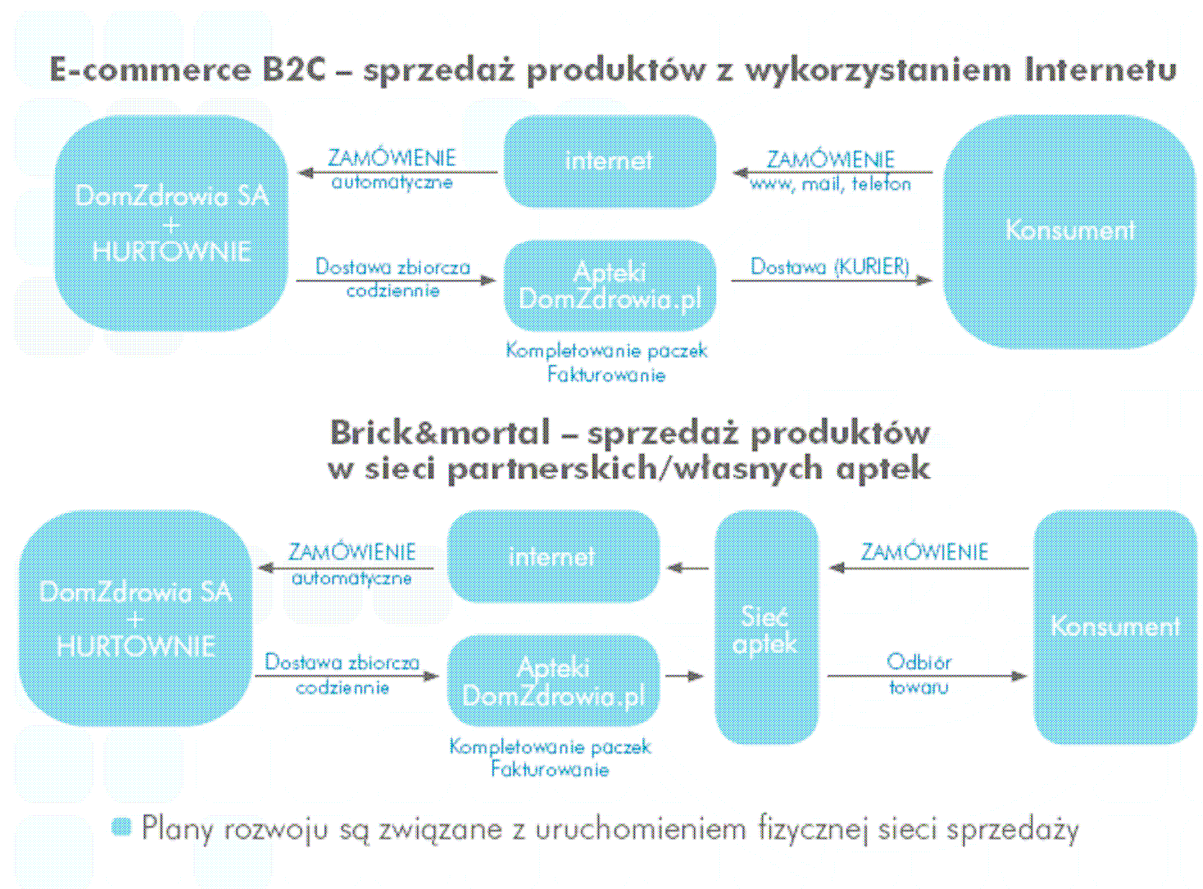 E-commerce B2C – sprzedaż produktów z wykorzystaniem Internetu
DomZdrowia SA
+
HURTOWNIE
ZAMÓWIENIE
automatyczne
internet
ZAMÓWIENIE
www, mail, telefon
Konsument
Dostawa zbiorcza
codziennie
Apteki
DomZdrowia.pl
Dostawa (KURIER)
Kompletowanie paczek
Fakturowanie
Brick&mortal – sprzedaż produktów
w sieci partnerskich/własnych aptek
DomZdrowia SA
+
HURTOWNIE
ZAMÓWIENIE
automatyczne
internet
Sieć
aptek
ZAMÓWIENIE
Konsument
Dostawa zbiorcza
codziennie
Apteki
DomZdrowia.pl
Odbiór
towaru
Kompletowanie paczek
Fakturowanie
Plany rozwoju są związane z uruchomieniem fizycznej sieci sprzedaży